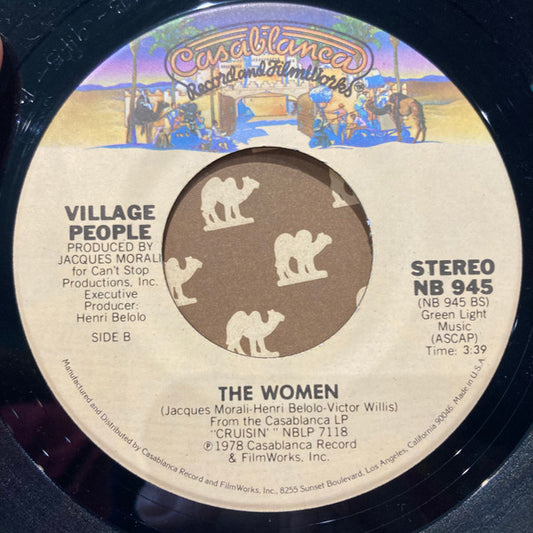 Casablanca
Record and FilmWorks
®
VILLAGE
PEOPLE
PRODUCED BY
JACQUES MORALI
for Can't Stop
Productions, Inc.
Executive
Producer:
Henri Belolo
SIDE B
STEREO
NB 945
(NB 945 BS)
Green Light
Music
(ASCAP)
Time: 3:39
THE WOMEN
(Jacques Morali-Henri Belolo-Victor Willis)
From the Casablanca LP
"CRUISIN' " NBLP 7118
℗ 1978 Casablanca Record
& FilmWorks, Inc.
Manufactured and Distributed by Casablanca Record and FilmWorks, Inc., 8255 Sunset Boulevard, Los Angeles, California 90046. Made in U.S.A.